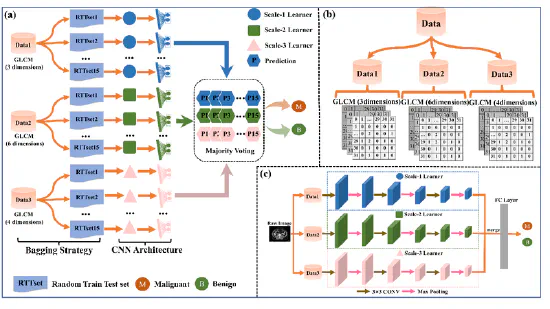 (a)
Data1
GLCM
(3 dimensions)
RTTset1
RTTset2
...
RTTset15
Data2
GLCM
(6 dimensions)
RTTset1
RTTset2
...
RTTset15
Data3
GLCM
(4 dimensions)
RTTset1
RTTset2
...
RTTset15
Bagging Strategy
CNN Architecture
Scale-1 Learner
Scale-2 Learner
Scale-3 Learner
P Prediction
P1 P2 P3 ... P15
P1 P2 P3 ... P15
P1 P2 P3 ... P15
Majority Voting
M
B
RTTset Random Train Test set
M Malignant
B Benigo
(b)
Data
Data1 Data2 Data3
GLCM (3dimensions) GLCM (6dimensions) GLCM (4dimensions)
(c)
Raw Image
Data1
Data2
Data3
Scale-1 Learner
Scale-2 Learner
Scale-3 Learner
merge
FC Layer
M
B
3×3 CONV
Max Pooling